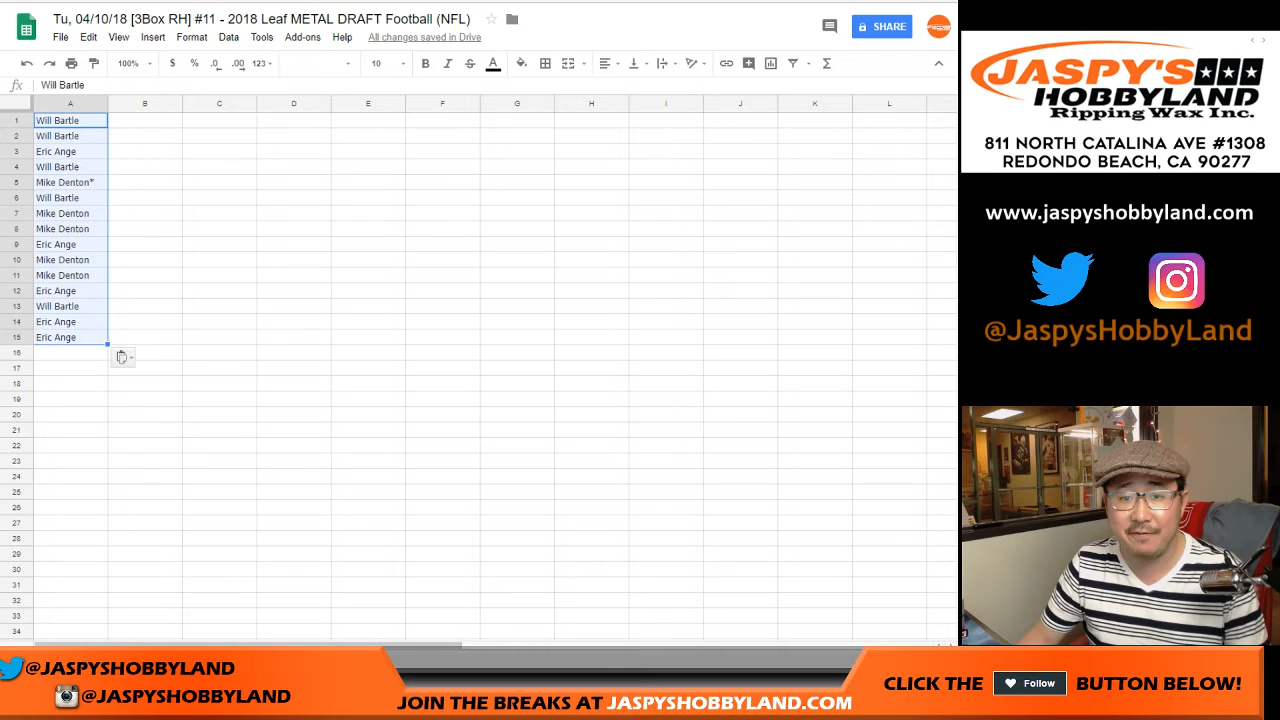 Tu, 04/10/18 [3Box RH] #11 - 2018 Leaf METAL DRAFT Football (NFL)
File Edit View Insert Format Data Tools Add-ons Help All changes saved in Drive
SHARE
100% $ % .0 .00 123 10 B I S A Σ
fx Will Bartle
A B C D E F G H I J K L
1 Will Bartle
2 Will Bartle
3 Eric Ange
4 Will Bartle
5 Mike Denton*
6 Will Bartle
7 Mike Denton
8 Mike Denton
9 Eric Ange
10 Mike Denton
11 Mike Denton
12 Eric Ange
13 Will Bartle
14 Eric Ange
15 Eric Ange
16
17
18
19
20
21
22
23
24
25
26
27
28
29
30
31
32
33
34
JASPY'S
HOBBYLAND
Ripping Wax Inc.
811 NORTH CATALINA AVE #1308
REDONDO BEACH, CA 90277
www.jaspyshobbyland.com
@JaspysHobbyLand
@JASPYSHOBBYLAND
@JASPYSHOBBYLAND
JOIN THE BREAKS AT JASPYSHOBBYLAND.COM
CLICK THE Follow BUTTON BELOW!